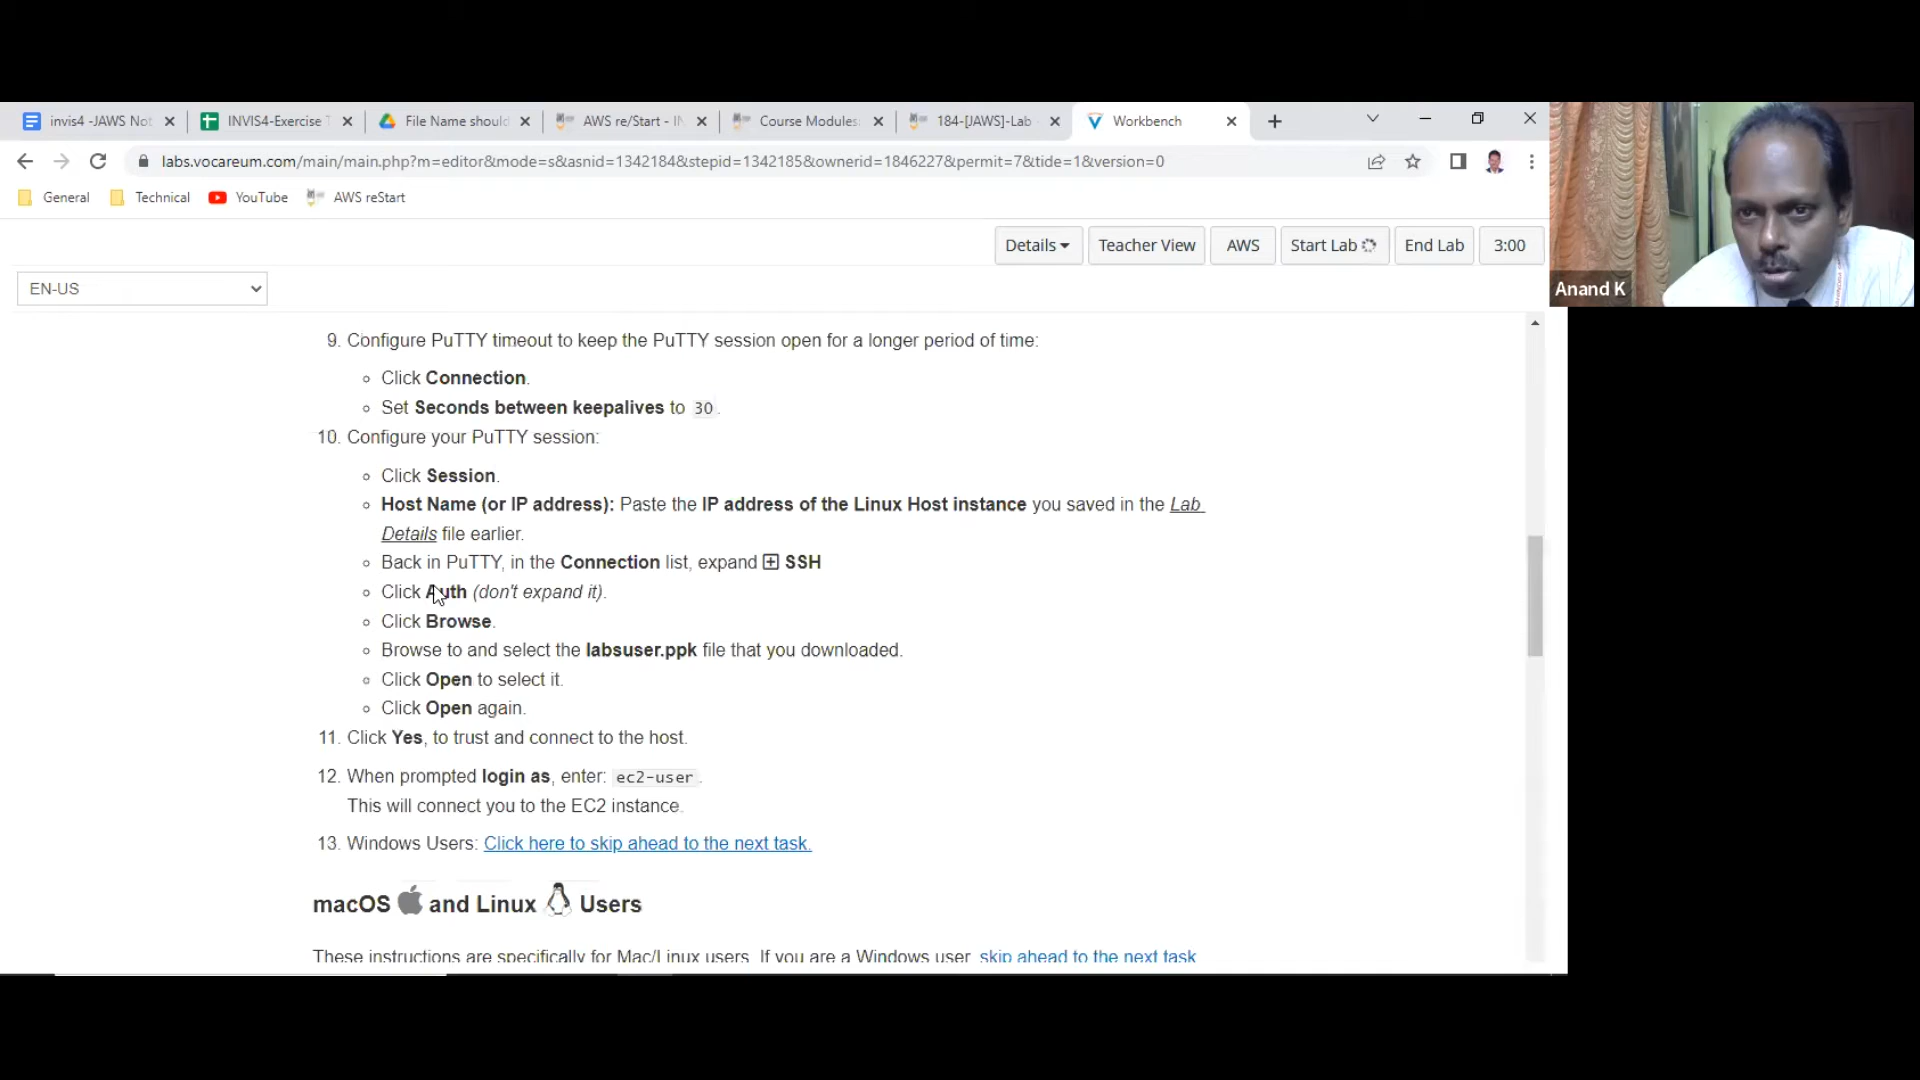 invis4 -JAWS Not
INVIS4-Exercise T
File Name should
AWS re/Start - IN
Course Modules:
184-[JAWS]-Lab -
Workbench
labs.vocareum.com/main/main.php?m=editor&mode=s&asnid=1342184&stepid=1342185&ownerid=1846227&permit=7&tide=1&version=0
General
Technical
YouTube
AWS reStart
Details
Teacher View
AWS
Start Lab
End Lab
3:00
Anand K
EN-US
9. Configure PuTTY timeout to keep the PuTTY session open for a longer period of time:
Click Connection.
Set Seconds between keepalives to 30.
10. Configure your PuTTY session:
Click Session.
Host Name (or IP address): Paste the IP address of the Linux Host instance you saved in the Lab
Details file earlier.
Back in PuTTY, in the Connection list, expand SSH
Click Auth (don't expand it).
Click Browse.
Browse to and select the labsuser.ppk file that you downloaded.
Click Open to select it.
Click Open again.
11. Click Yes, to trust and connect to the host.
12. When prompted login as, enter: ec2-user.
This will connect you to the EC2 instance.
13. Windows Users: Click here to skip ahead to the next task.
macOS and Linux Users
These instructions are specifically for Mac/Linux users. If you are a Windows user, skip ahead to the next task